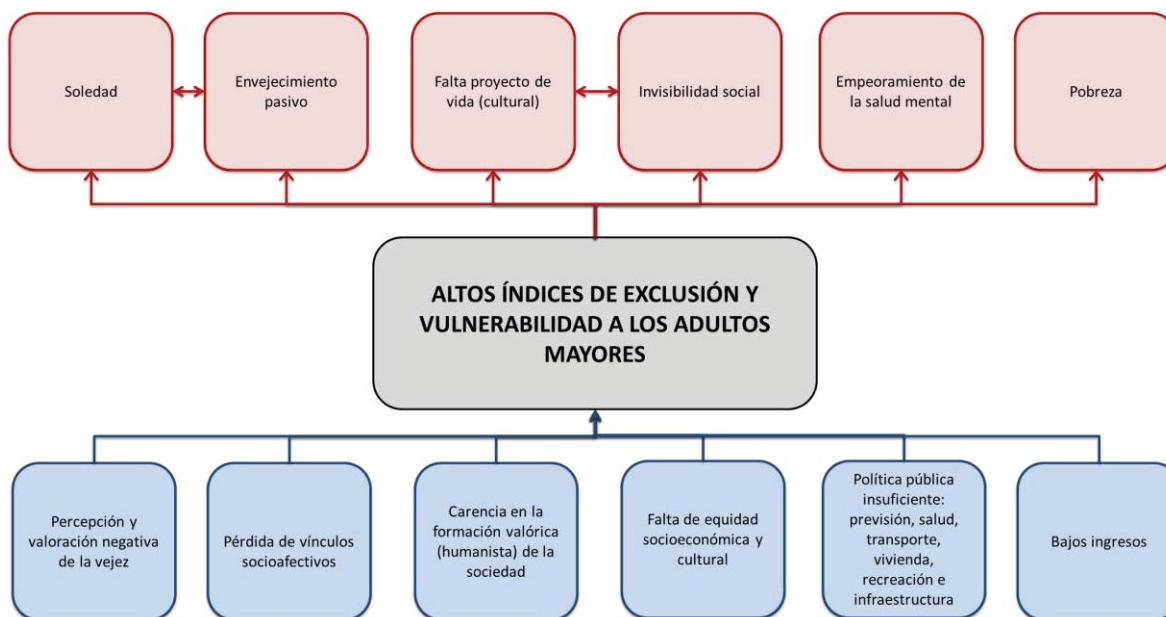 Soledad
Envejecimiento
pasivo
Falta proyecto de
vida (cultural)
Invisibilidad social
Empeoramiento de
la salud mental
Pobreza
ALTOS ÍNDICES DE EXCLUSIÓN Y
VULNERABILIDAD A LOS ADULTOS
MAYORES
Percepción y
valoración negativa
de la vejez
Pérdida de vínculos
socioafectivos
Carencia en la
formación valórica
(humanista) de la
sociedad
Falta de equidad
socioeconómica y
cultural
Política pública
insuficiente:
previsión, salud,
transporte,
vivienda,
recreación e
infraestructura
Bajos ingresos